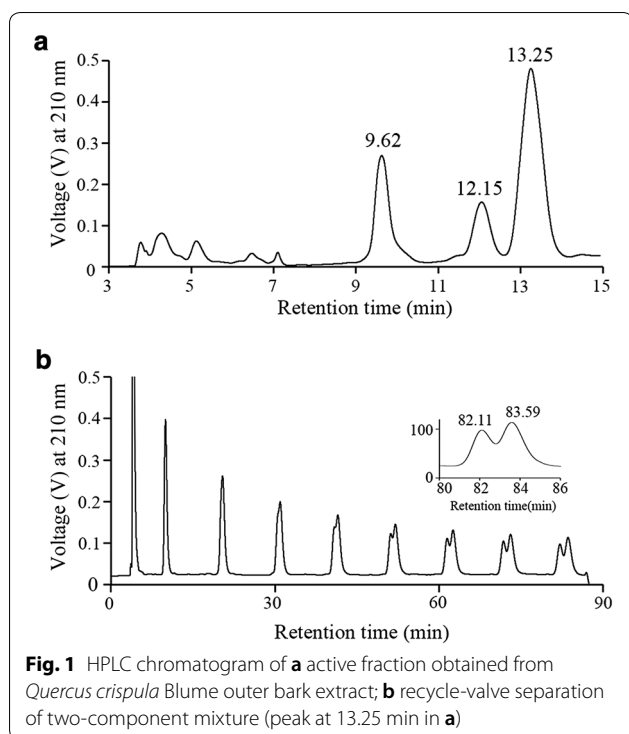 a
0.5
0.4
0.3
0.2
0.1
0
Voltage (V) at 210 nm
9.62
12.15
13.25
3 5 7 9 11 13 15
Retention time (min)
b
0.5
0.4
0.3
0.2
0.1
0
Voltage (V) at 210 nm
82.11 83.59
100
0
80 82 84 86
Retention time(min)
0 30 60 90
Retention time (min)
Fig. 1 HPLC chromatogram of a active fraction obtained from
Quercus crispula Blume outer bark extract; b recycle-valve separation
of two-component mixture (peak at 13.25 min in a)